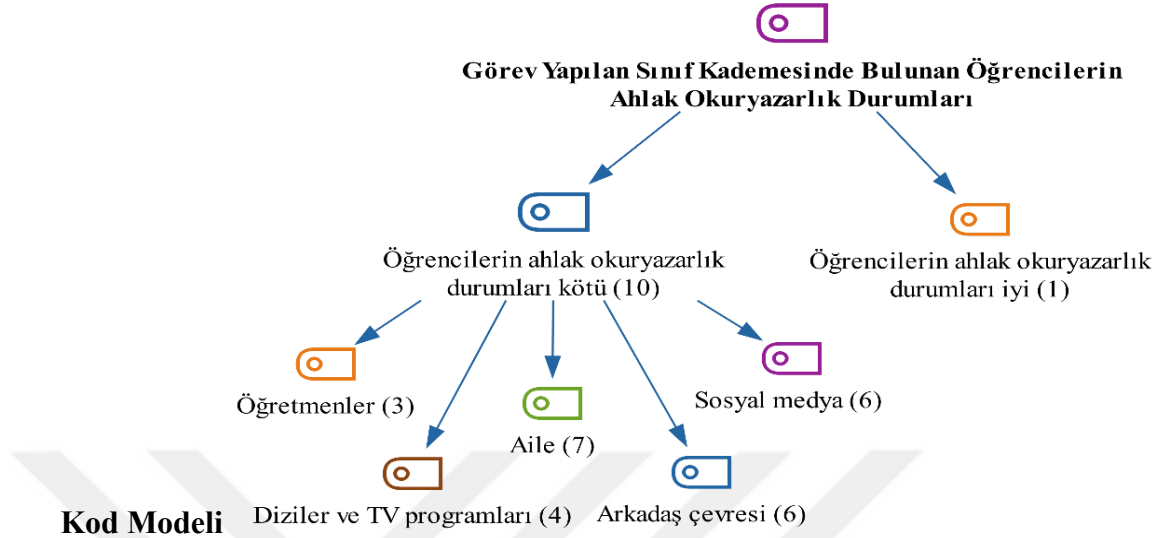 Görev Yapılan Sınıf Kademesinde Bulunan Öğrencilerin
Ahlak Okuryazarlık Durumları
Öğrencilerin ahlak okuryazarlık
durumları kötü (10)
Öğrencilerin ahlak okuryazarlık
durumları iyi (1)
Öğretmenler (3)
Sosyal medya (6)
Aile (7)
Diziler ve TV programları (4)
Arkadaş çevresi (6)
Kod Modeli